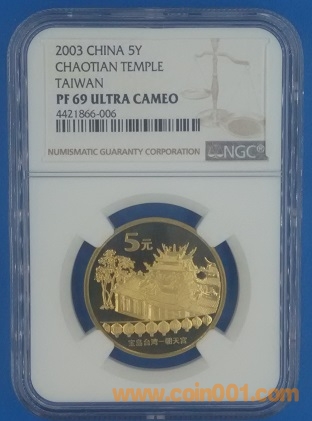 2003 CHINA 5Y
CHAOTIAN TEMPLE
TAIWAN
PF 69 ULTRA CAMEO
4421866-006
NUMISMATIC GUARANTY CORPORATION
NGC
5元
宝岛台湾—朝天宫
www.coin001.com